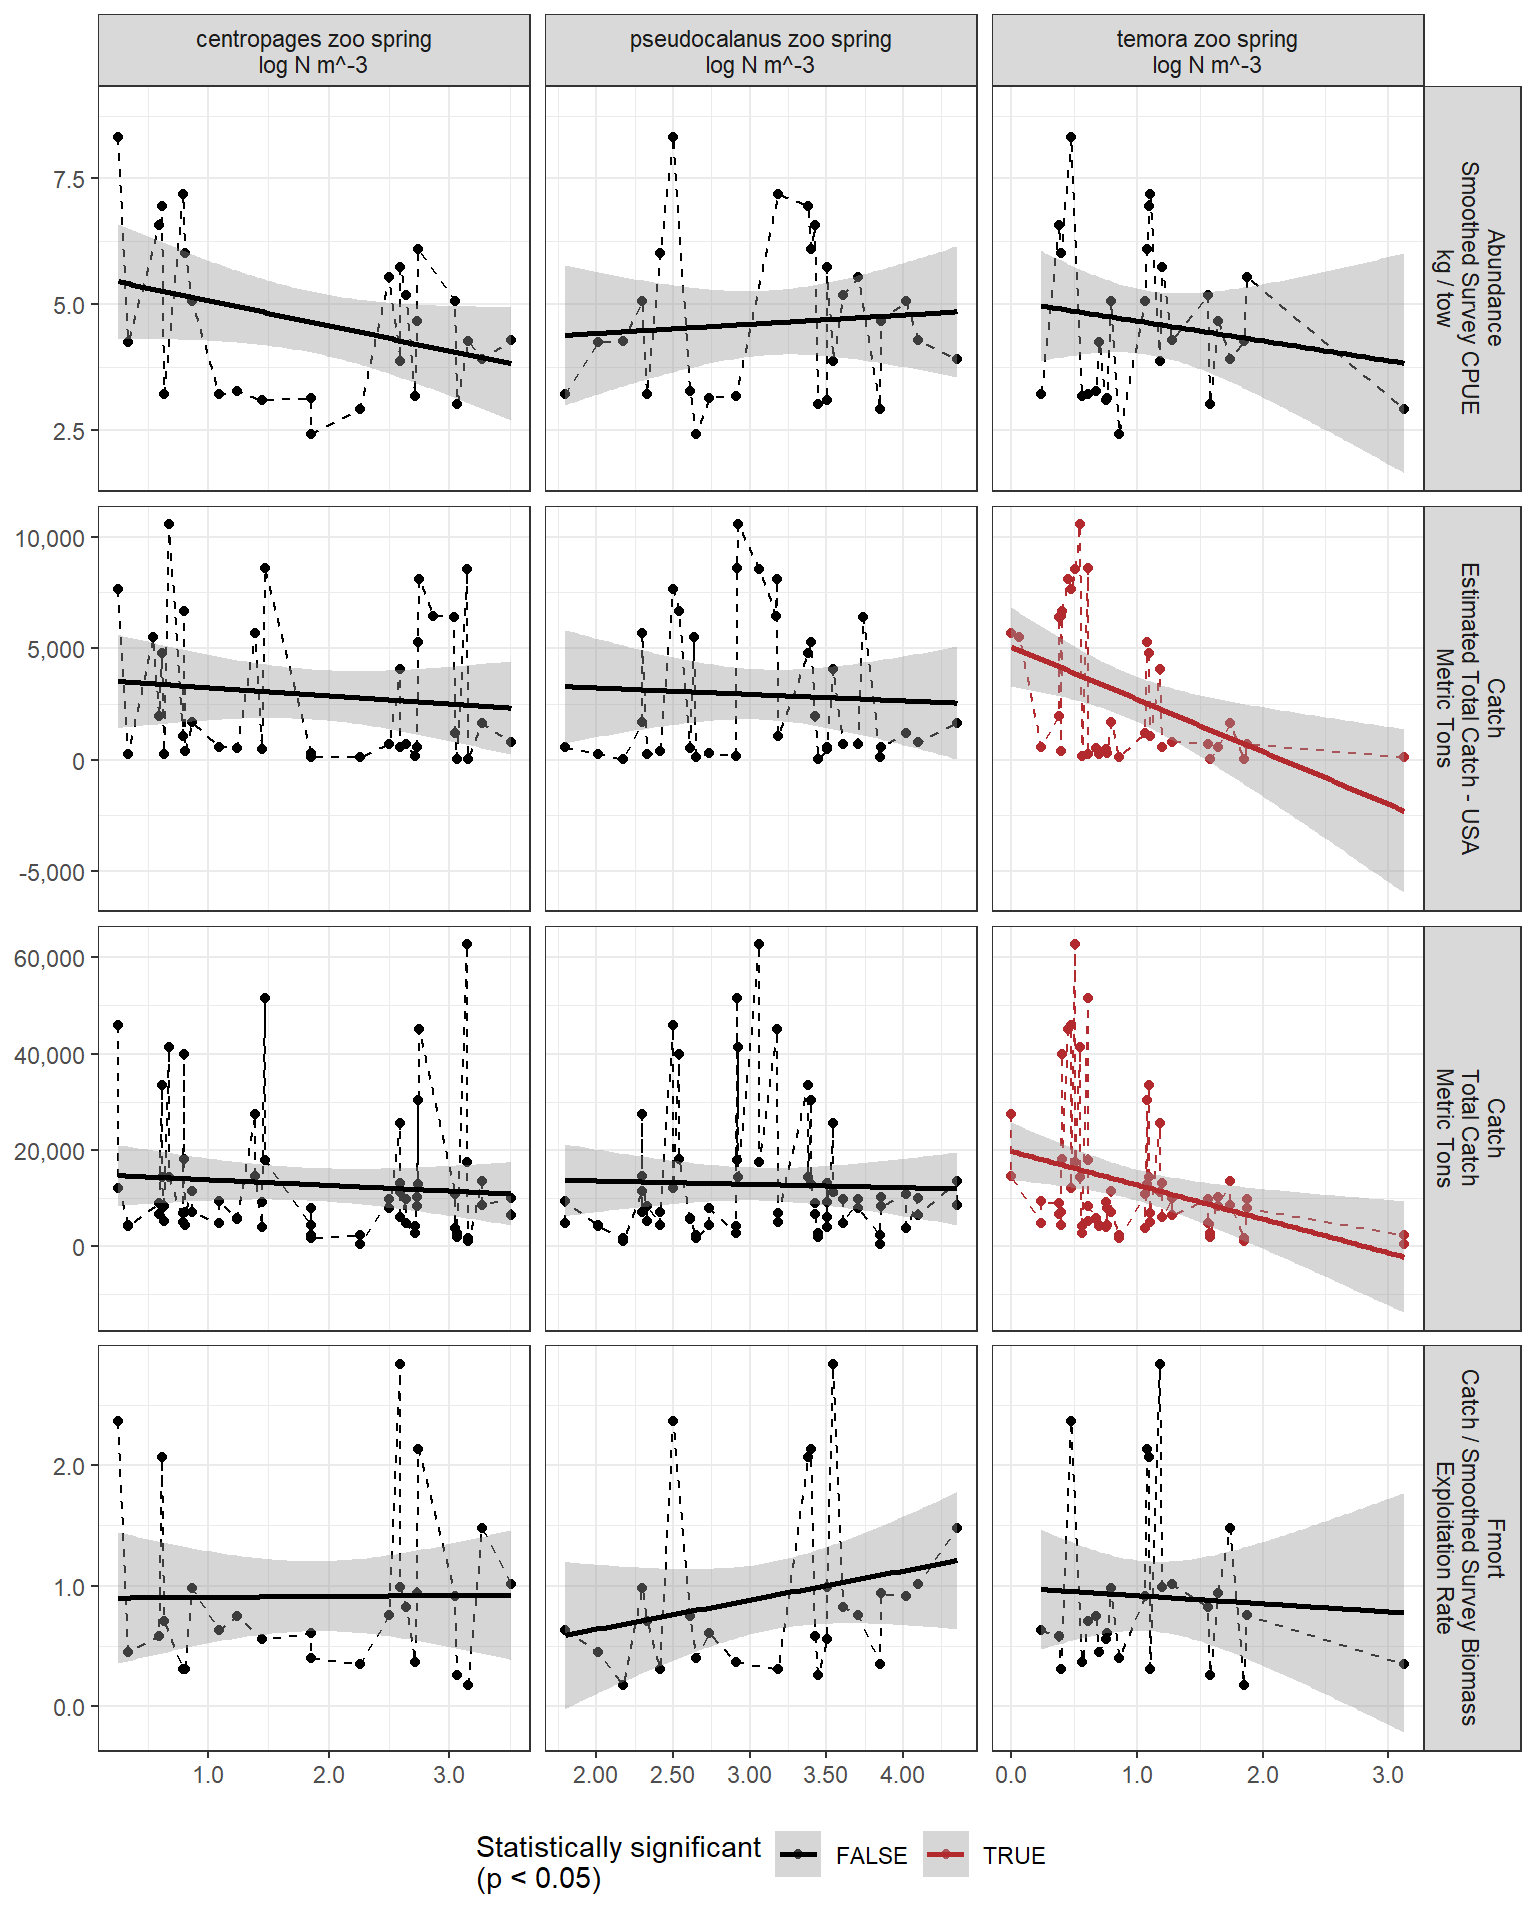 centropages zoo spring
log N m^-3
pseudocalanus zoo spring
log N m^-3
temora zoo spring
log N m^-3
7.5
5.0
2.5
Abundance
Smoothed Survey CPUE
kg / tow
10,000
5,000
0
-5,000
Catch
Estimated Total Catch - USA
Metric Tons
60,000
40,000
20,000
0
Catch
Total Catch
Metric Tons
2.0
1.0
0.0
Fmort
Catch / Smoothed Survey Biomass
Exploitation Rate
1.0 2.0 3.0
2.00 2.50 3.00 3.50 4.00
0.0 1.0 2.0 3.0
Statistically significant
(p < 0.05)
FALSE
TRUE